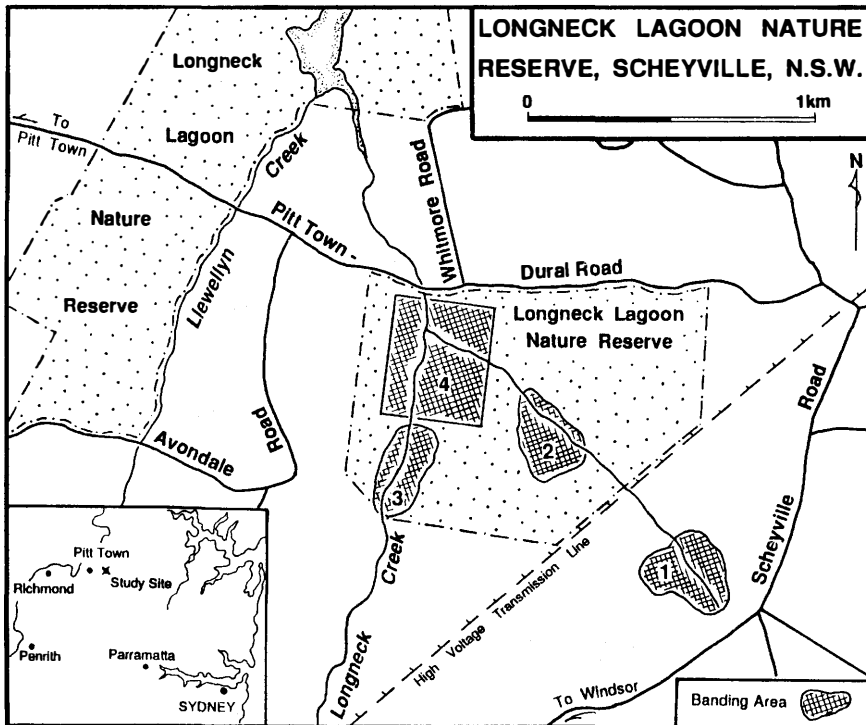 LONGNECK LAGOON NATURE
RESERVE, SCHEYVILLE, N.S.W.
0 1km
N
Longneck
Lagoon
Nature
Reserve
To
Pitt Town
Creek
Llewellyn
Pitt Town -
Whitmore Road
Dural Road
Longneck Lagoon
Nature Reserve
4
2
3
1
Avondale
Road
Road
Scheyville
Creek
Longneck
High Voltage Transmission Line
To Windsor
Pitt Town
Study Site
Richmond
Penrith
Parramatta
SYDNEY
Banding Area